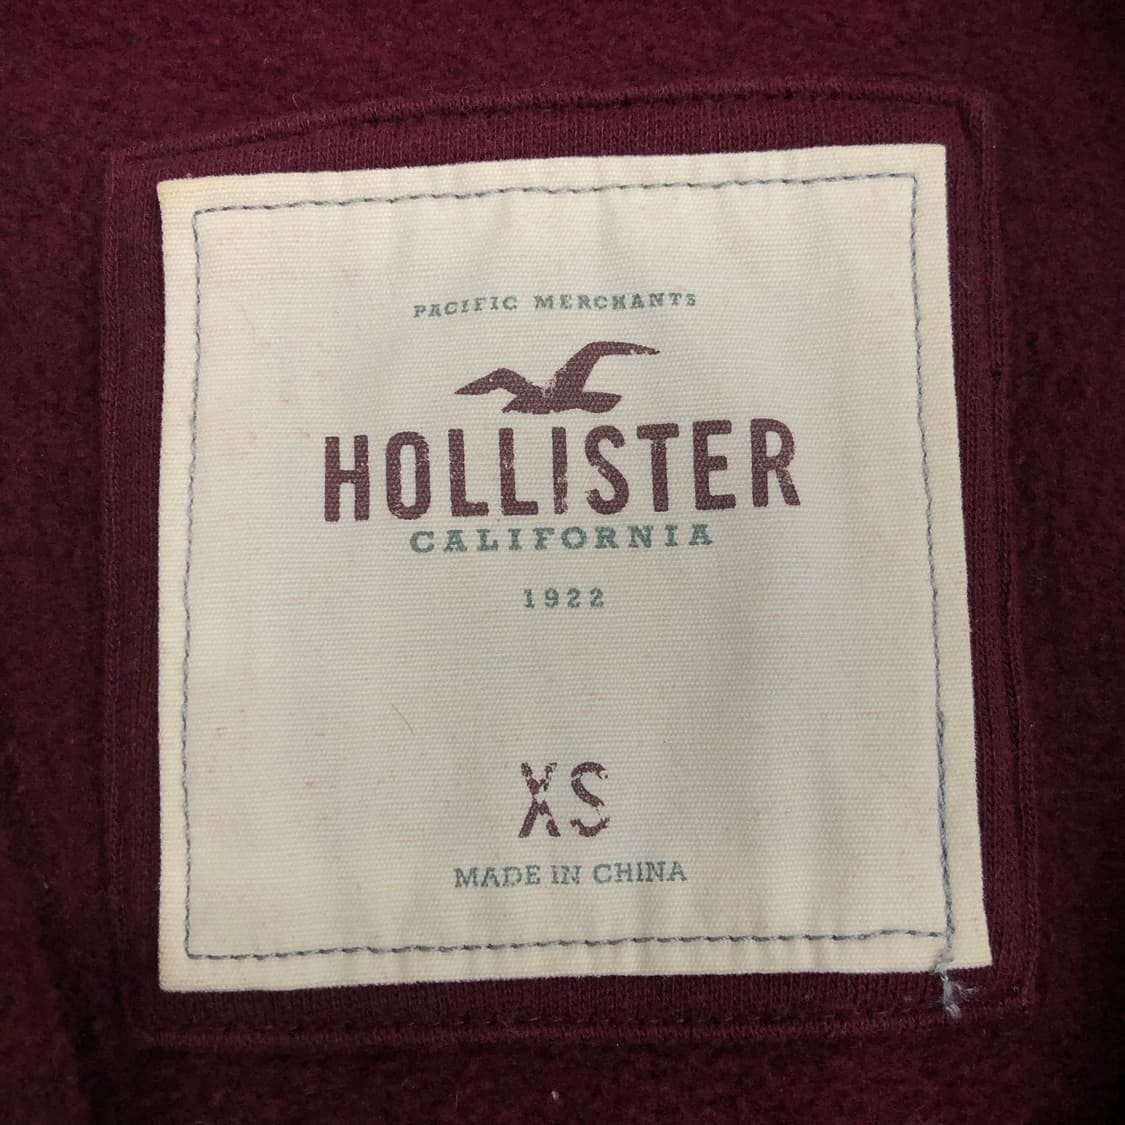 PACIFIC MERCHANTS
HOLLISTER
CALIFORNIA
1922
XS
MADE IN CHINA